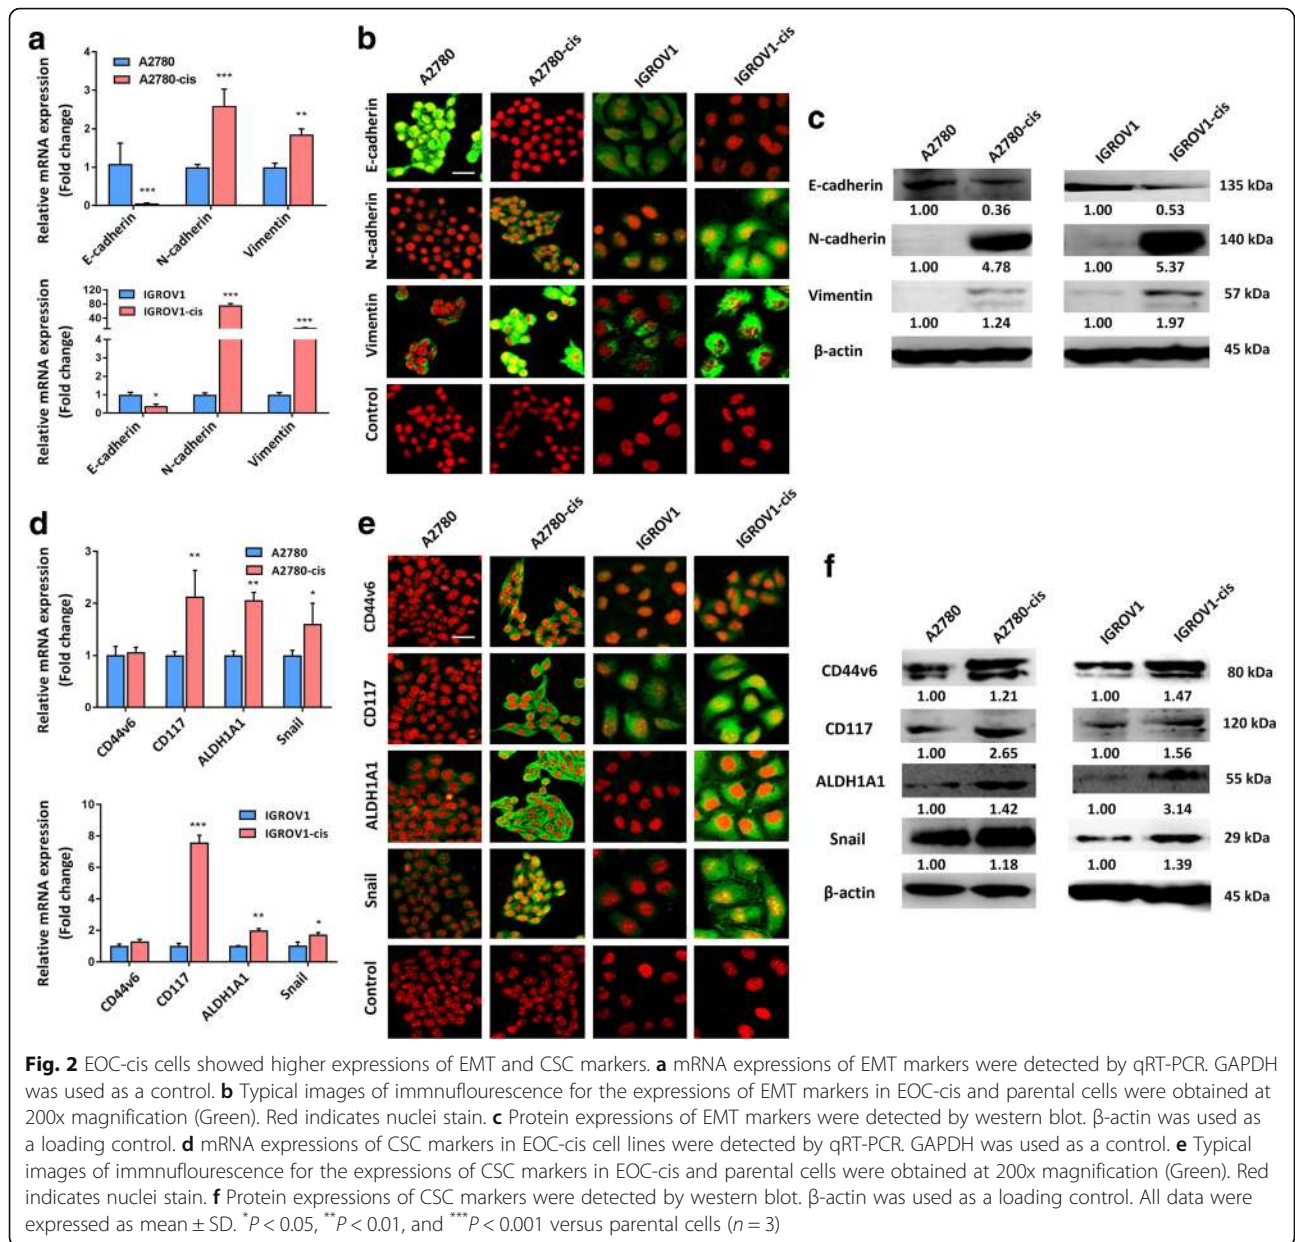 a
Relative mRNA expression
(Fold change)
4
3
2
1
0
A2780
A2780-cis
***
***
**
E-cadherin
N-cadherin
Vimentin
Relative mRNA expression
(Fold change)
120
80
40
4
3
2
1
0
IGROV1
IGROV1-cis
*
***
***
E-cadherin
N-cadherin
Vimentin
b
A2780
A2780-cis
IGROV1
IGROV1-cis
E-cadherin
N-cadherin
Vimentin
Control
c
A2780
A2780-cis
IGROV1
IGROV1-cis
E-cadherin
135 kDa
1.00 0.36 1.00 0.53
N-cadherin
140 kDa
1.00 4.78 1.00 5.37
Vimentin
57 kDa
1.00 1.24 1.00 1.97
β-actin
45 kDa
d
Relative mRNA expression
(Fold change)
3
2
1
0
A2780
A2780-cis
**
**
*
CD44v6
CD117
ALDH1A1
Snail
Relative mRNA expression
(Fold change)
10
8
6
4
2
0
IGROV1
IGROV1-cis
***
**
*
CD44v6
CD117
ALDH1A1
Snail
e
A2780
A2780-cis
IGROV1
IGROV1-cis
CD44v6
CD117
ALDH1A1
Snail
Control
f
A2780
A2780-cis
IGROV1
IGROV1-cis
CD44v6
80 kDa
1.00 1.21 1.00 1.47
CD117
120 kDa
1.00 2.65 1.00 1.56
ALDH1A1
55 kDa
1.00 1.42 1.00 3.14
Snail
29 kDa
1.00 1.18 1.00 1.39
β-actin
45 kDa
Fig. 2 EOC-cis cells showed higher expressions of EMT and CSC markers. a mRNA expressions of EMT markers were detected by qRT-PCR. GAPDH
was used as a control. b Typical images of immnuflourescence for the expressions of EMT markers in EOC-cis and parental cells were obtained at
200x magnification (Green). Red indicates nuclei stain. c Protein expressions of EMT markers were detected by western blot. β-actin was used as
a loading control. d mRNA expressions of CSC markers in EOC-cis cell lines were detected by qRT-PCR. GAPDH was used as a control. e Typical
images of immnuflourescence for the expressions of CSC markers in EOC-cis and parental cells were obtained at 200x magnification (Green). Red
indicates nuclei stain. f Protein expressions of CSC markers were detected by western blot. β-actin was used as a loading control. All data were
expressed as mean ± SD. *P < 0.05, **P < 0.01, and ***P < 0.001 versus parental cells (n = 3)